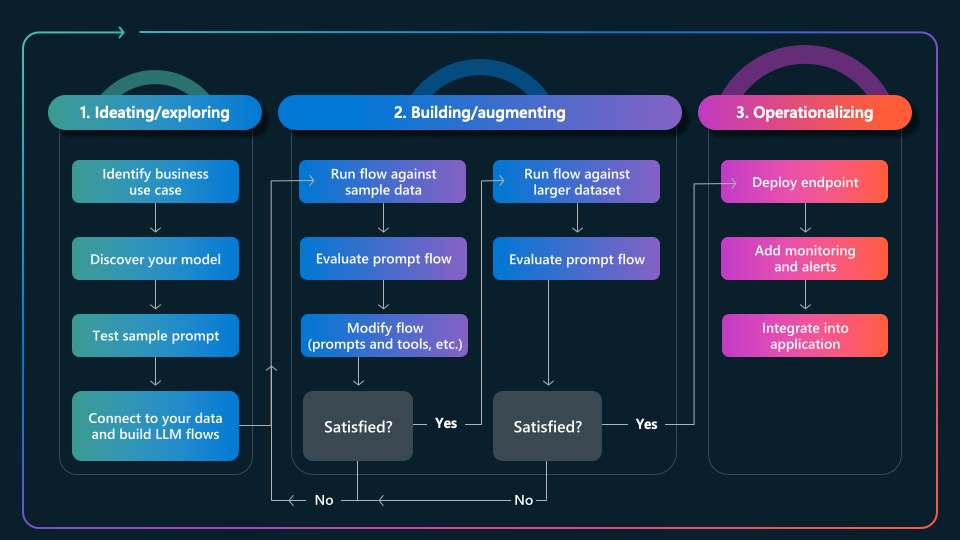 1. Ideating/exploring
Identify business
use case
Discover your model
Test sample prompt
Connect to your data
and build LLM flows
2. Building/augmenting
Run flow against
sample data
Evaluate prompt flow
Modify flow
(prompts and tools, etc.)
Satisfied?
Yes
No
Run flow against
larger dataset
Evaluate prompt flow
Satisfied?
Yes
No
3. Operationalizing
Deploy endpoint
Add monitoring
and alerts
Integrate into
application